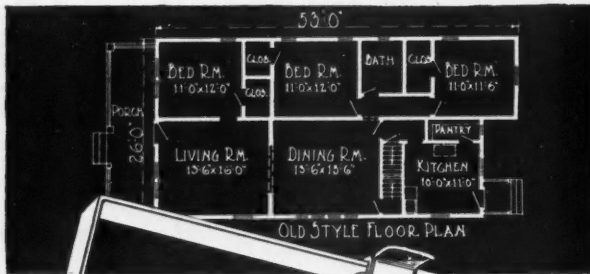 53'0"
BED RM.
11'0"x12'0"
CLOS.
CLOS.
BED RM.
11'0"x12'0"
BATH
CLOS.
BED RM.
11'0"x11'6"
PORCH
26'0"
LIVING RM.
13'6"x16'0"
DINING RM.
13'6"x13'6"
PANTRY
KITCHEN
10'0"x11'0"
OLD STYLE FLOOR PLAN